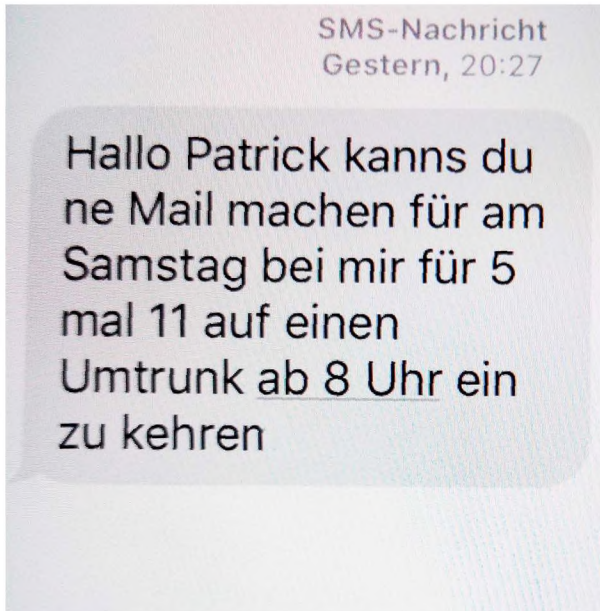 SMS-Nachricht
Gestern, 20:27
Hallo Patrick kanns du
ne Mail machen für am
Samstag bei mir für 5
mal 11 auf einen
Umtrunk ab 8 Uhr ein
zu kehren